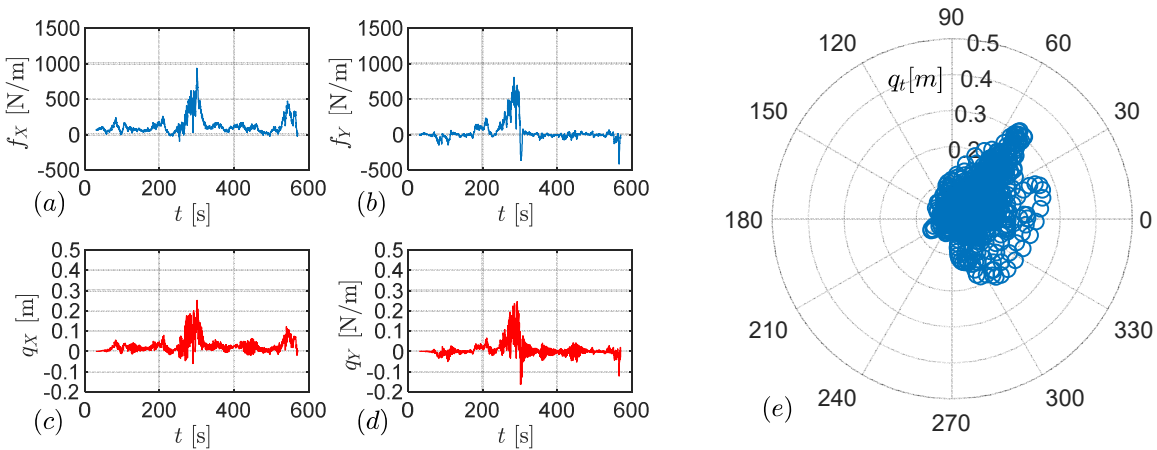 1500
1000
500
0
-500
f_X [N/m]
0 200 400 600
t [s]
(a)
1500
1000
500
0
-500
f_Y [N/m]
0 200 400 600
t [s]
(b)
0.5
0.4
0.3
0.2
0.1
0
-0.1
-0.2
q_X [m]
0 200 400 600
t [s]
(c)
0.5
0.4
0.3
0.2
0.1
0
-0.1
-0.2
q_Y [N/m]
0 200 400 600
t [s]
(d)
90
120 60
0.5
0.4
q_t[m]
150 0.3 30
0.2
180 0
210 330
240 300
270
(e)